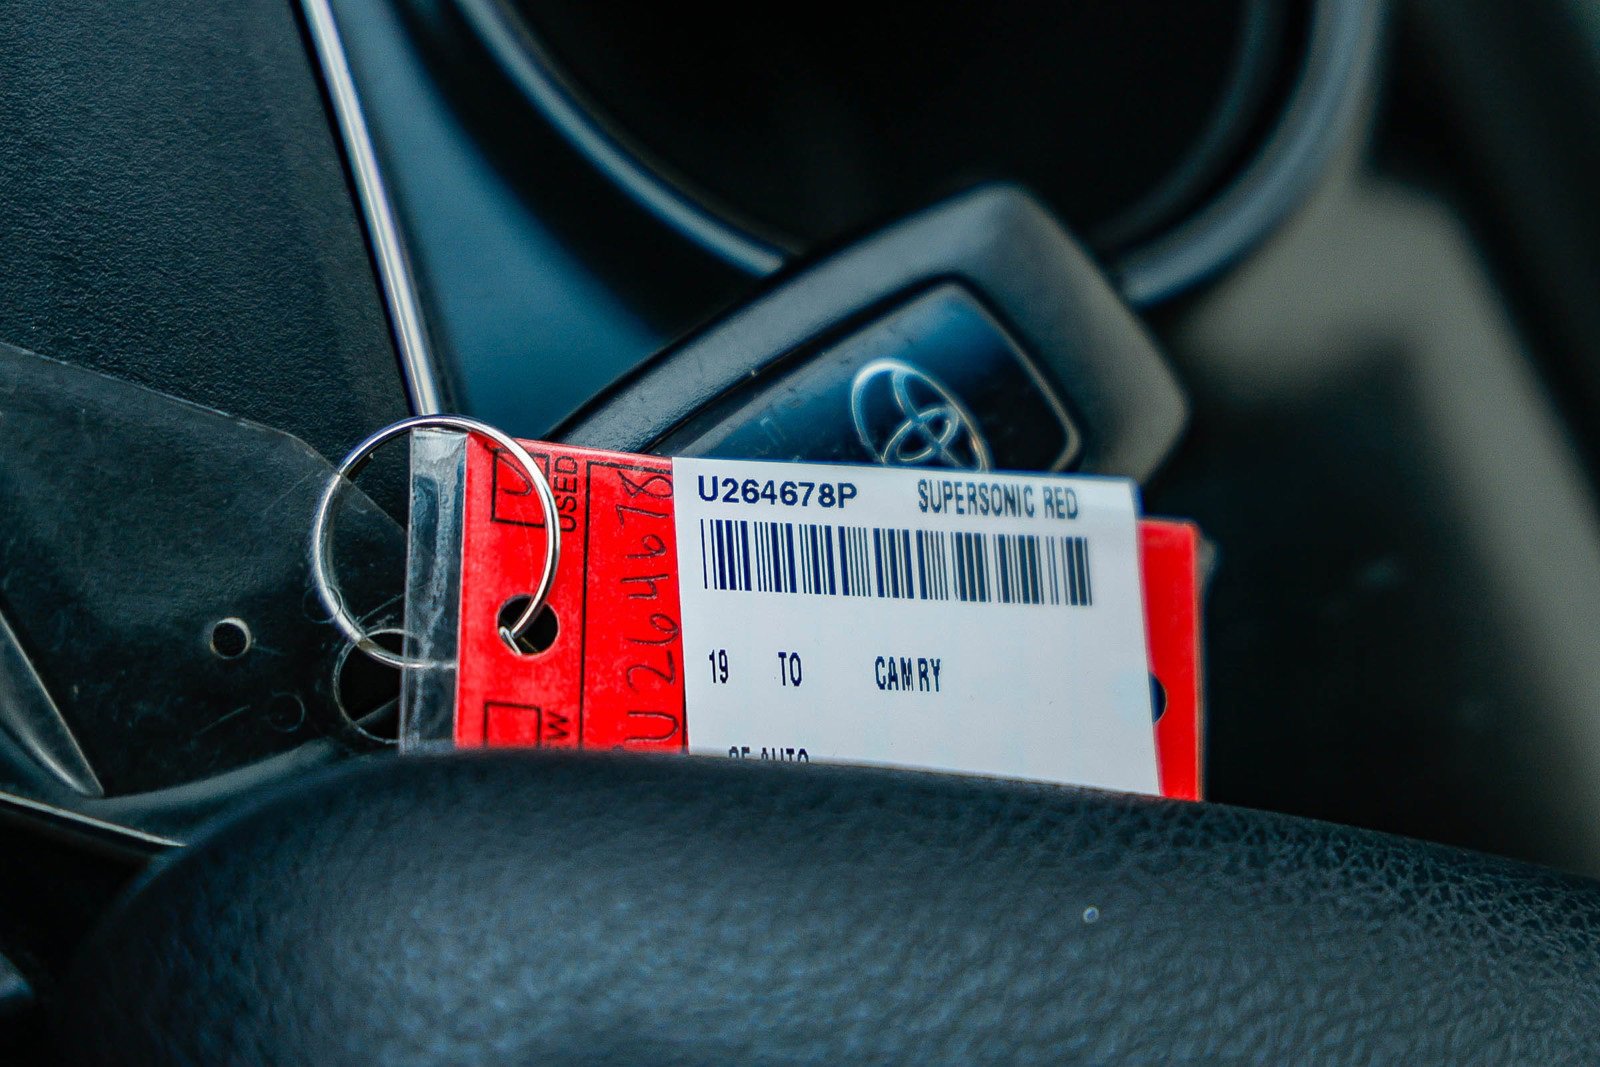 U264678P SUPERSONIC RED
19 TO CAMRY
USED
U264678